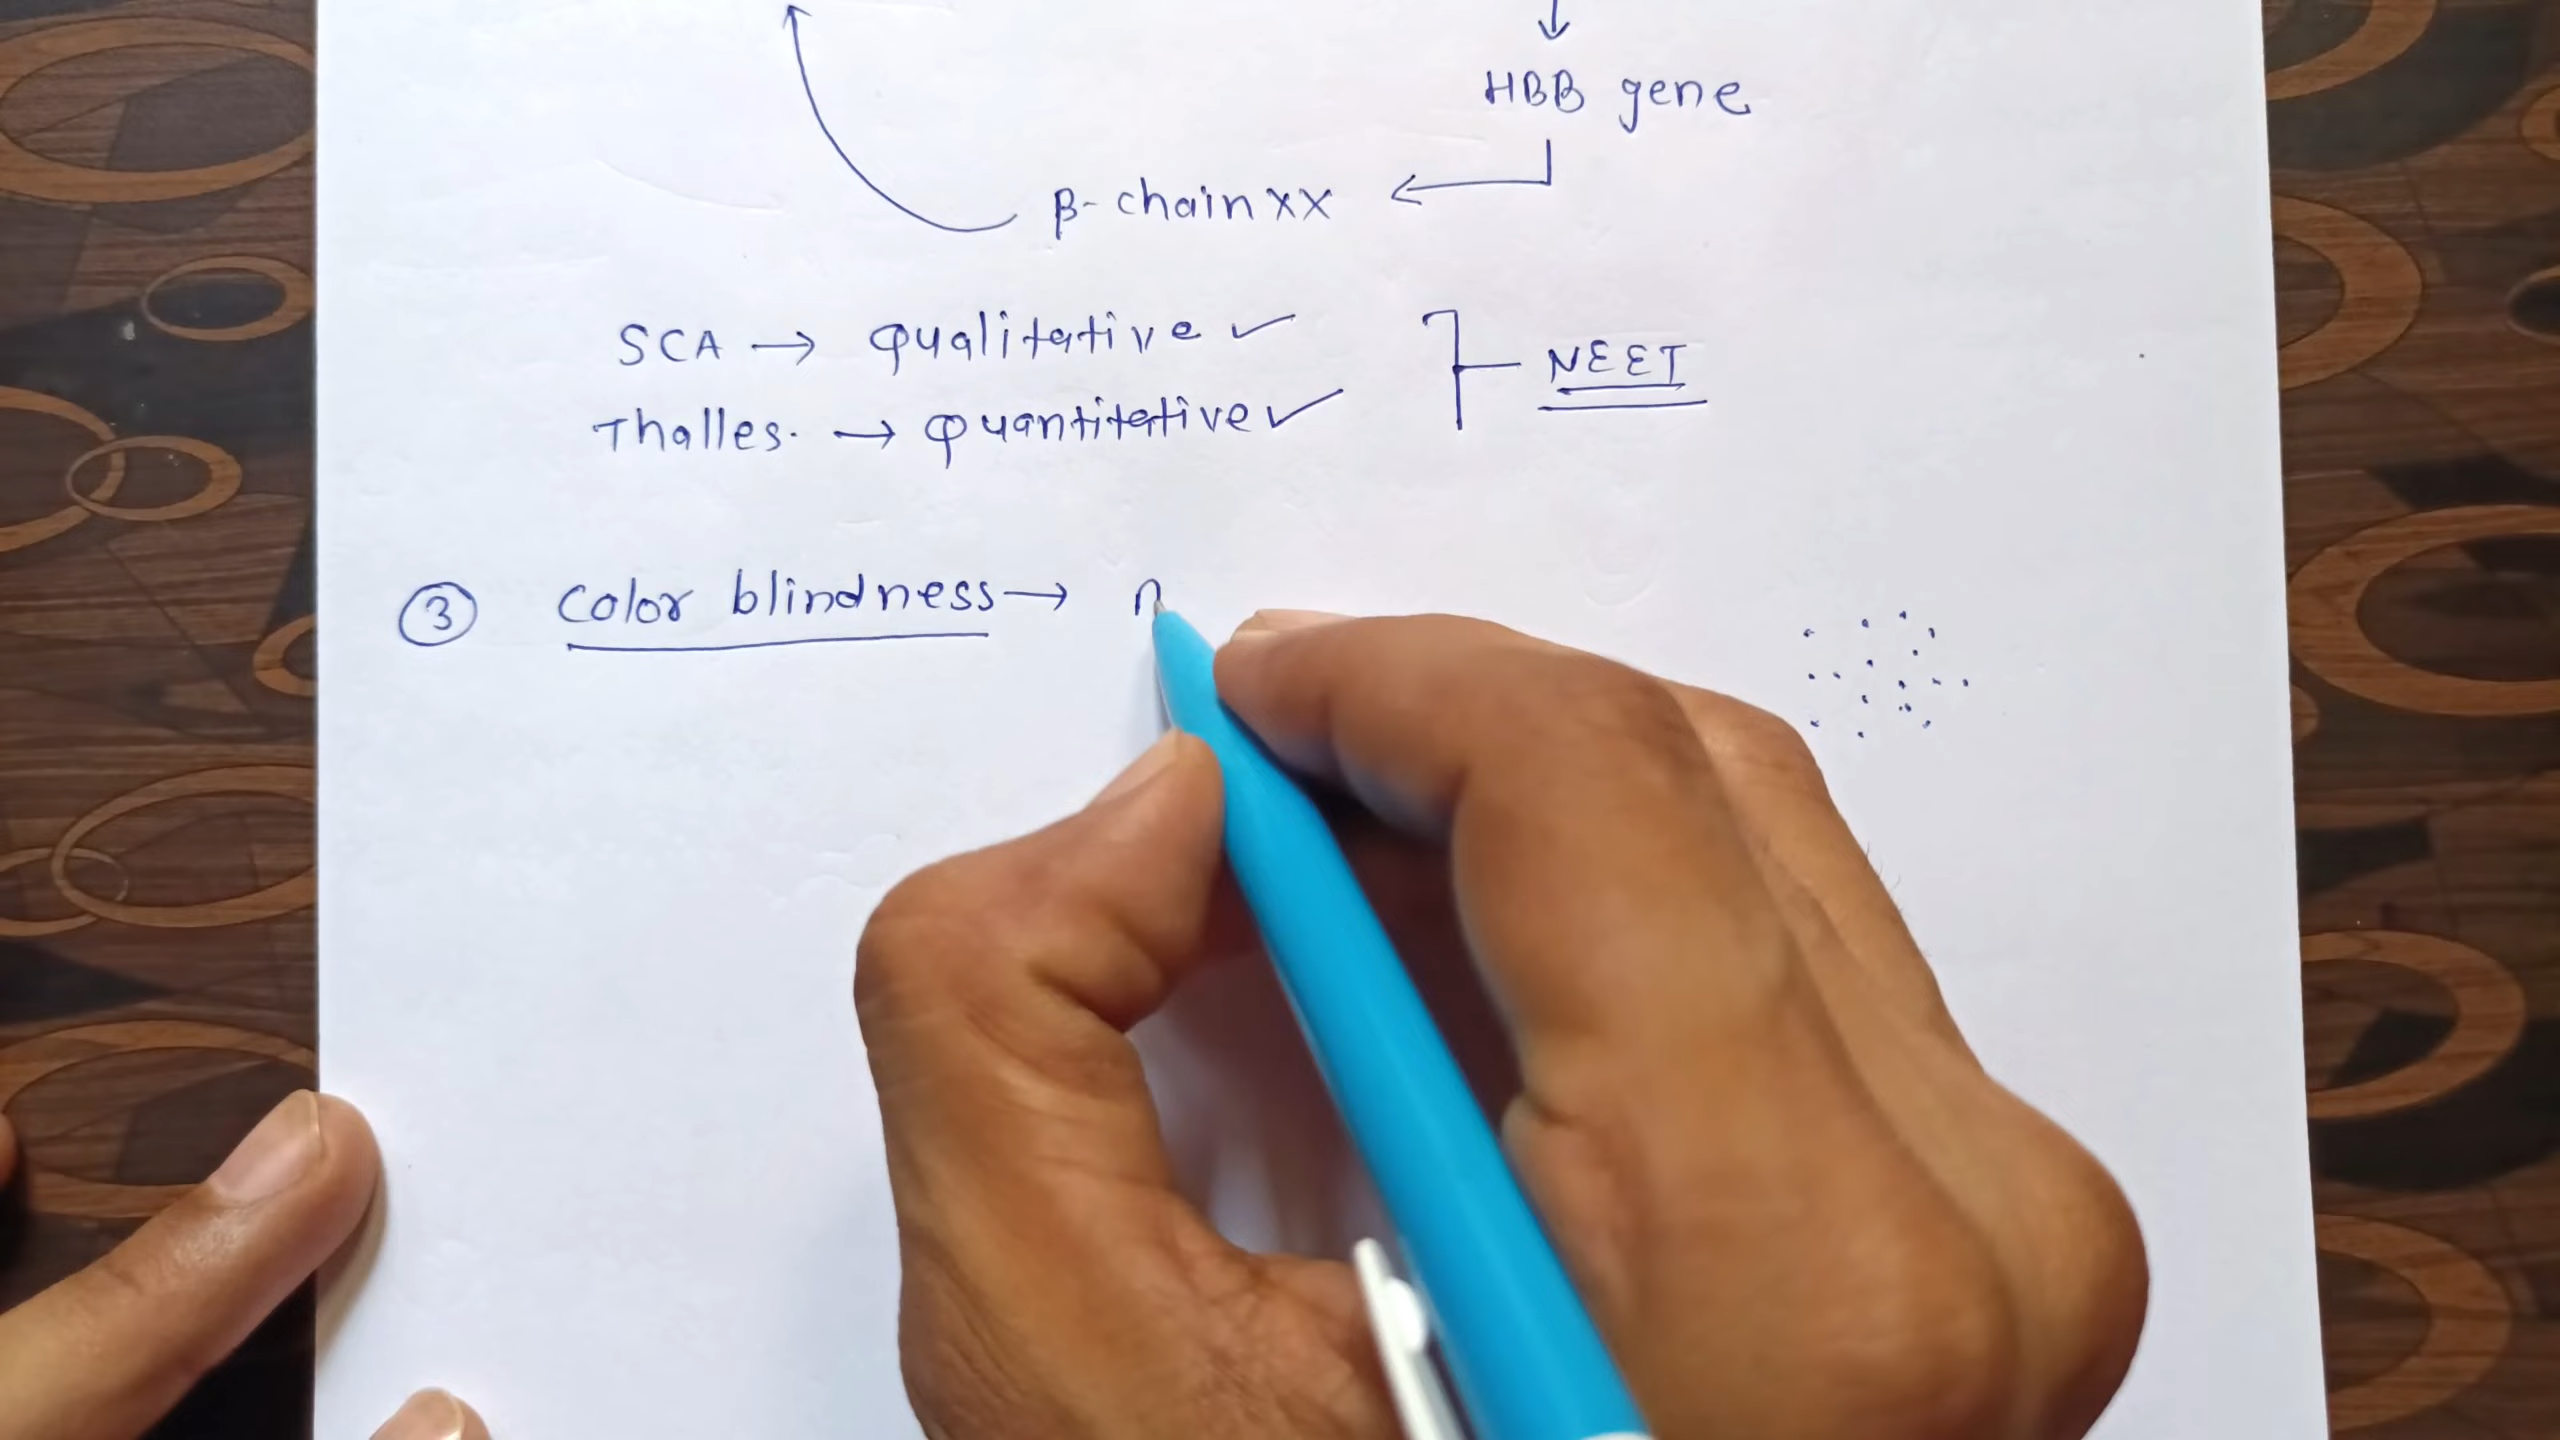 HBB gene
β-chain xx
SCA → qualitative ✓
NEET
Thalles. → quantitative ✓
③ Color blindness →